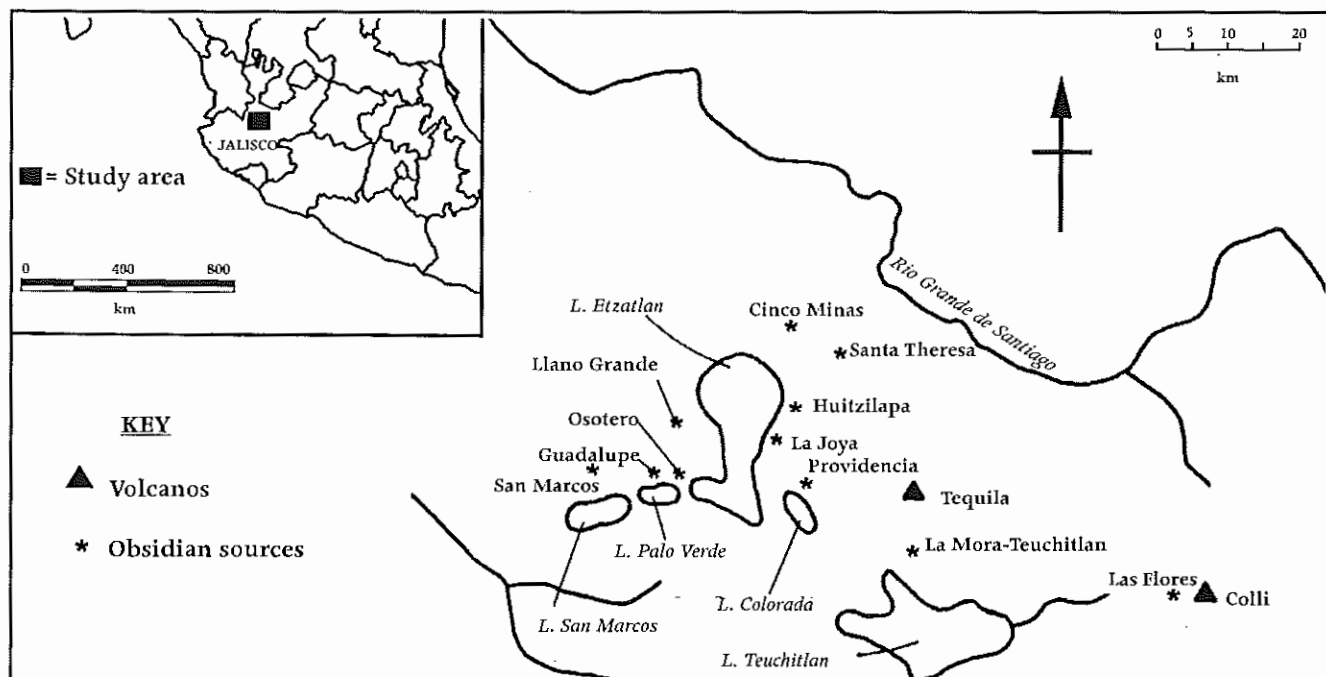 JALISCO
= Study area
0 400 800
km
0 5 10 20
km
Rio Grande de Santiago
L. Etzatlan
Cinco Minas
Santa Theresa
Llano Grande
Huitzilapa
Osotero
La Joya
Guadalupe
Providencia
San Marcos
Tequila
L. Palo Verde
La Mora-Teuchitlan
Las Flores
Colli
L. Colorada
L. San Marcos
L. Teuchitlan
KEY
Volcanos
* Obsidian sources